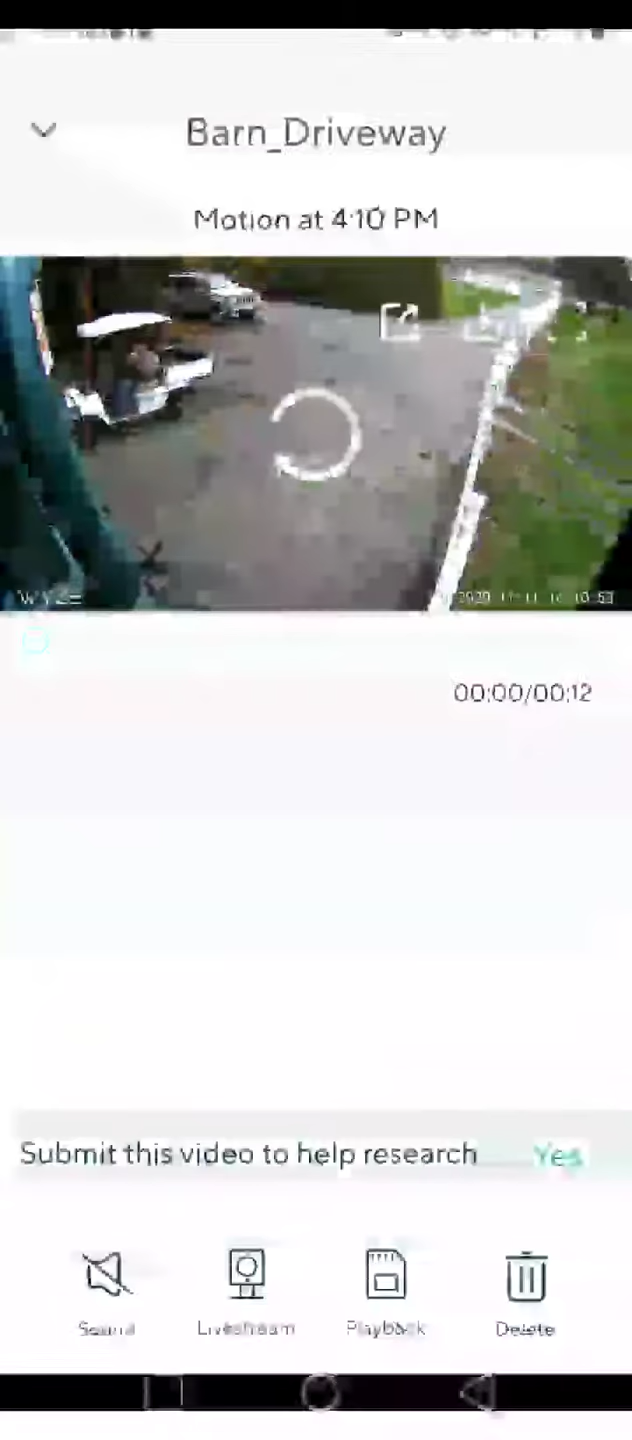 Barn_Driveway
Motion at 4:10 PM
WYZE
00:00/00:12
Submit this video to help research Yes
Sound Livestream Playback Delete